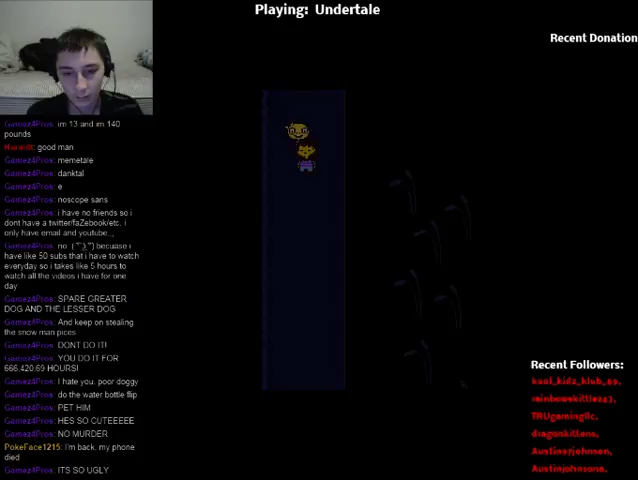 Playing: Undertale
Recent Donation
Gamez4Pros: im 13 and im 140
pounds
good man
Gamez4Pros: memetale
Gamez4Pros: danktal
Gamez4Pros: e
Gamez4Pros: noscope sans
Gamez4Pros: i have no friends so i
dont have a twitter/faZebook/etc. i
only have email and youtube.
Gamez4Pros: no becuase i
have like 50 subs that i have to watch
everyday so i takes like 5 hours to
watch all the videos i have for one
day
Gamez4Pros: SPARE GREATER
DOG AND THE LESSER DOG
Gamez4Pros: And keep on stealing
the snow man pices
Gamez4Pros: DONT DO IT!
Gamez4Pros: YOU DO IT FOR
666,420,69 HOURS!
Gamez4Pros: I hate you. poor doggy
Gamez4Pros: do the water bottle flip
Gamez4Pros: PET HIM
Gamez4Pros: HES SO CUTEEEEE
Gamez4Pros: NO MURDER
PokeFace1215: I'm back, my phone
died
Gamez4Pros: ITS SO UGLY
Recent Followers:
kool_kidz_klub_69,
rainbowskittle243,
TRUgamingllc,
dragonkittens,
Austinzjohnson,
Austinjohnsons,